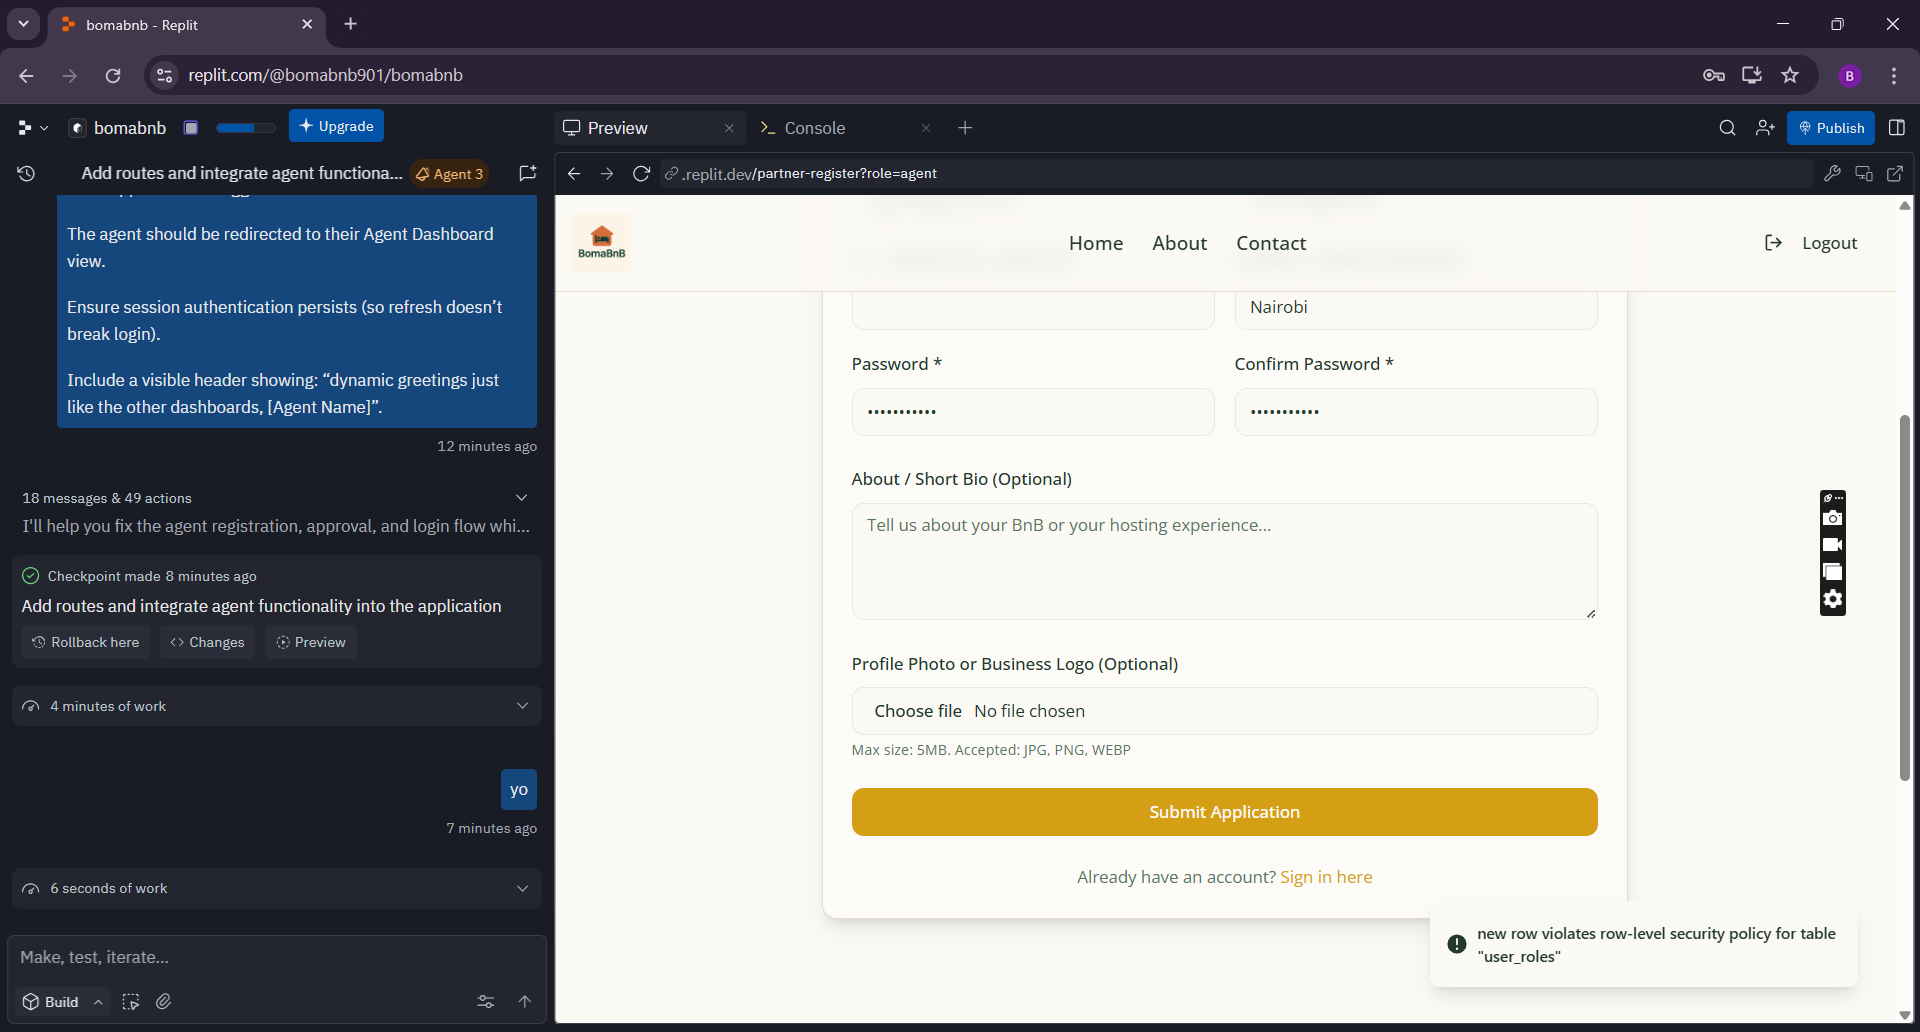 bomabnb - Replit
replit.com/@bomabnb901/bomabnb
B
bomabnb
Upgrade
Preview
Console
Publish
Add routes and integrate agent functiona...
Agent 3
.replit.dev/partner-register?role=agent
The agent should be redirected to their Agent Dashboard
view.
Ensure session authentication persists (so refresh doesn’t
break login).
Include a visible header showing: “dynamic greetings just
like the other dashboards, [Agent Name]”.
12 minutes ago
18 messages & 49 actions
I'll help you fix the agent registration, approval, and login flow whi...
Checkpoint made 8 minutes ago
Add routes and integrate agent functionality into the application
Rollback here
Changes
Preview
4 minutes of work
yo
7 minutes ago
6 seconds of work
Make, test, iterate...
Build
BomaBnB
Home
About
Contact
Logout
Nairobi
Password *
Confirm Password *
•••••••••••
•••••••••••
About / Short Bio (Optional)
Tell us about your BnB or your hosting experience...
Profile Photo or Business Logo (Optional)
Choose file No file chosen
Max size: 5MB. Accepted: JPG, PNG, WEBP
Submit Application
Already have an account? Sign in here
new row violates row-level security policy for table
"user_roles"